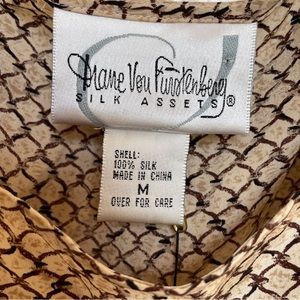 Diane Von Furstenberg
SILK ASSETS®
SHELL:
100% SILK
MADE IN CHINA
M
OVER FOR CARE